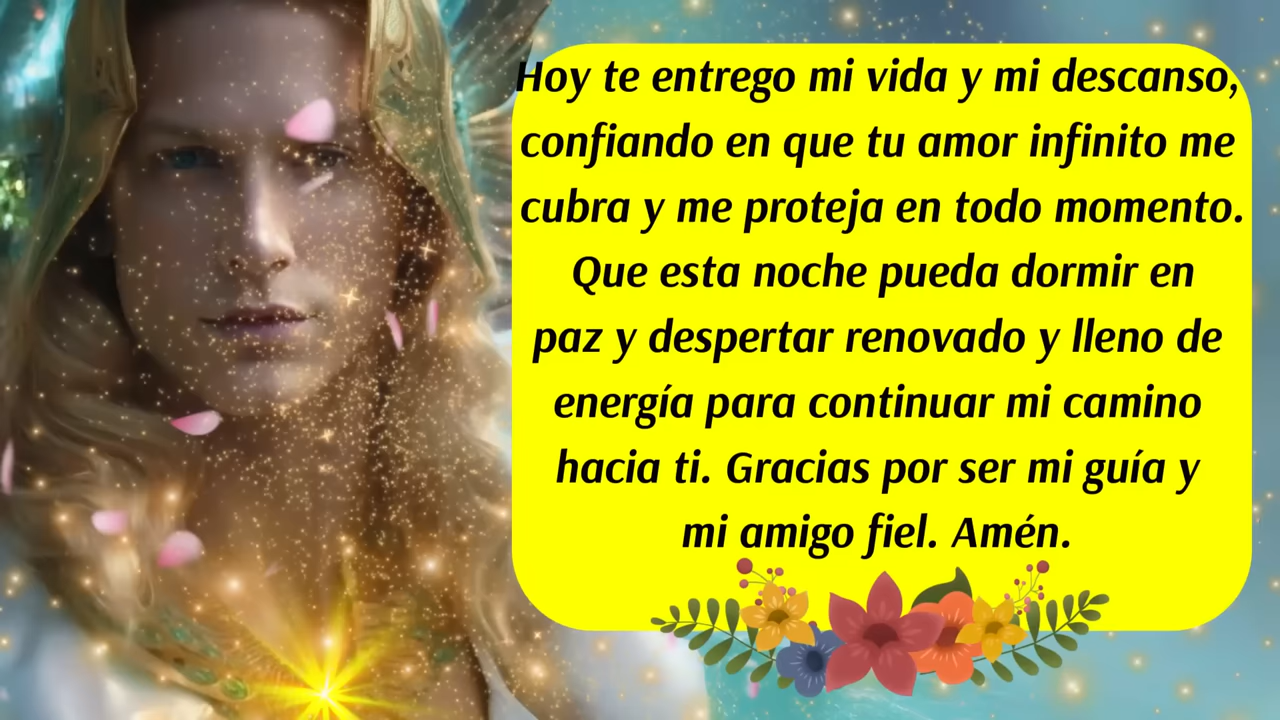 Hoy te entrego mi vida y mi descanso,
confiando en que tu amor infinito me
cubra y me proteja en todo momento.
Que esta noche pueda dormir en
paz y despertar renovado y lleno de
energía para continuar mi camino
hacia ti. Gracias por ser mi guía y
mi amigo fiel. Amén.